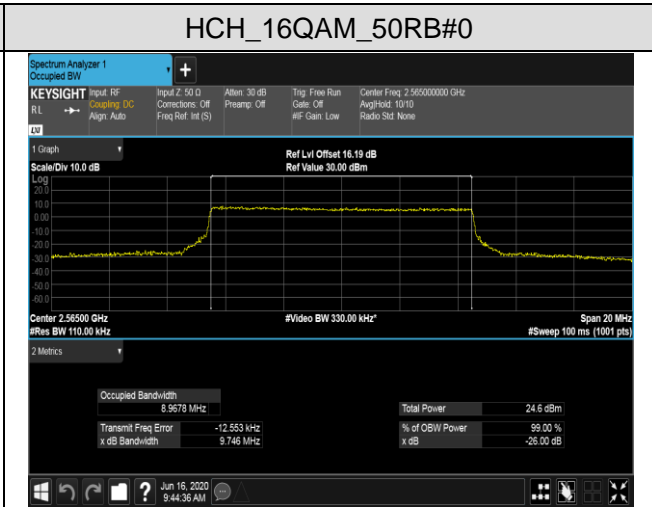 HCH_16QAM_50RB#0
Spectrum Analyzer 1
Occupied BW
+
KEYSIGHT
RL
LXI
Input: RF
Coupling: DC
Align: Auto
Input Z: 50 Ω
Corrections: Off
Freq Ref: Int (S)
Atten: 30 dB
Preamp: Off
Trig: Free Run
Gate: Off
#IF Gain: Low
Center Freq: 2.565000000 GHz
Avg|Hold: 10/10
Radio Std: None
1 Graph
Scale/Div 10.0 dB
Ref Lvl Offset 16.19 dB
Ref Value 30.00 dBm
Log
20.0
10.0
0.00
-10.0
-20.0
-30.0
-40.0
-50.0
-60.0
Center 2.56500 GHz
#Res BW 110.00 kHz
#Video BW 330.00 kHz*
Span 20 MHz
#Sweep 100 ms (1001 pts)
2 Metrics
Occupied Bandwidth
8.9678 MHz
Total Power 24.6 dBm
Transmit Freq Error -12.553 kHz
% of OBW Power 99.00 %
x dB Bandwidth 9.746 MHz
x dB -26.00 dB
?
Jun 16, 2020
9:44:36 AM